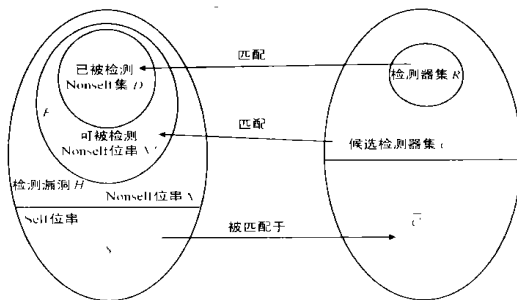 已被检测
Nonself集 D
F
可被检测
Nonself位串 N'
检测漏洞 H
Nonself位串
Self位串
S
匹配
匹配
被匹配于
检测器集 R
候选检测器集
C